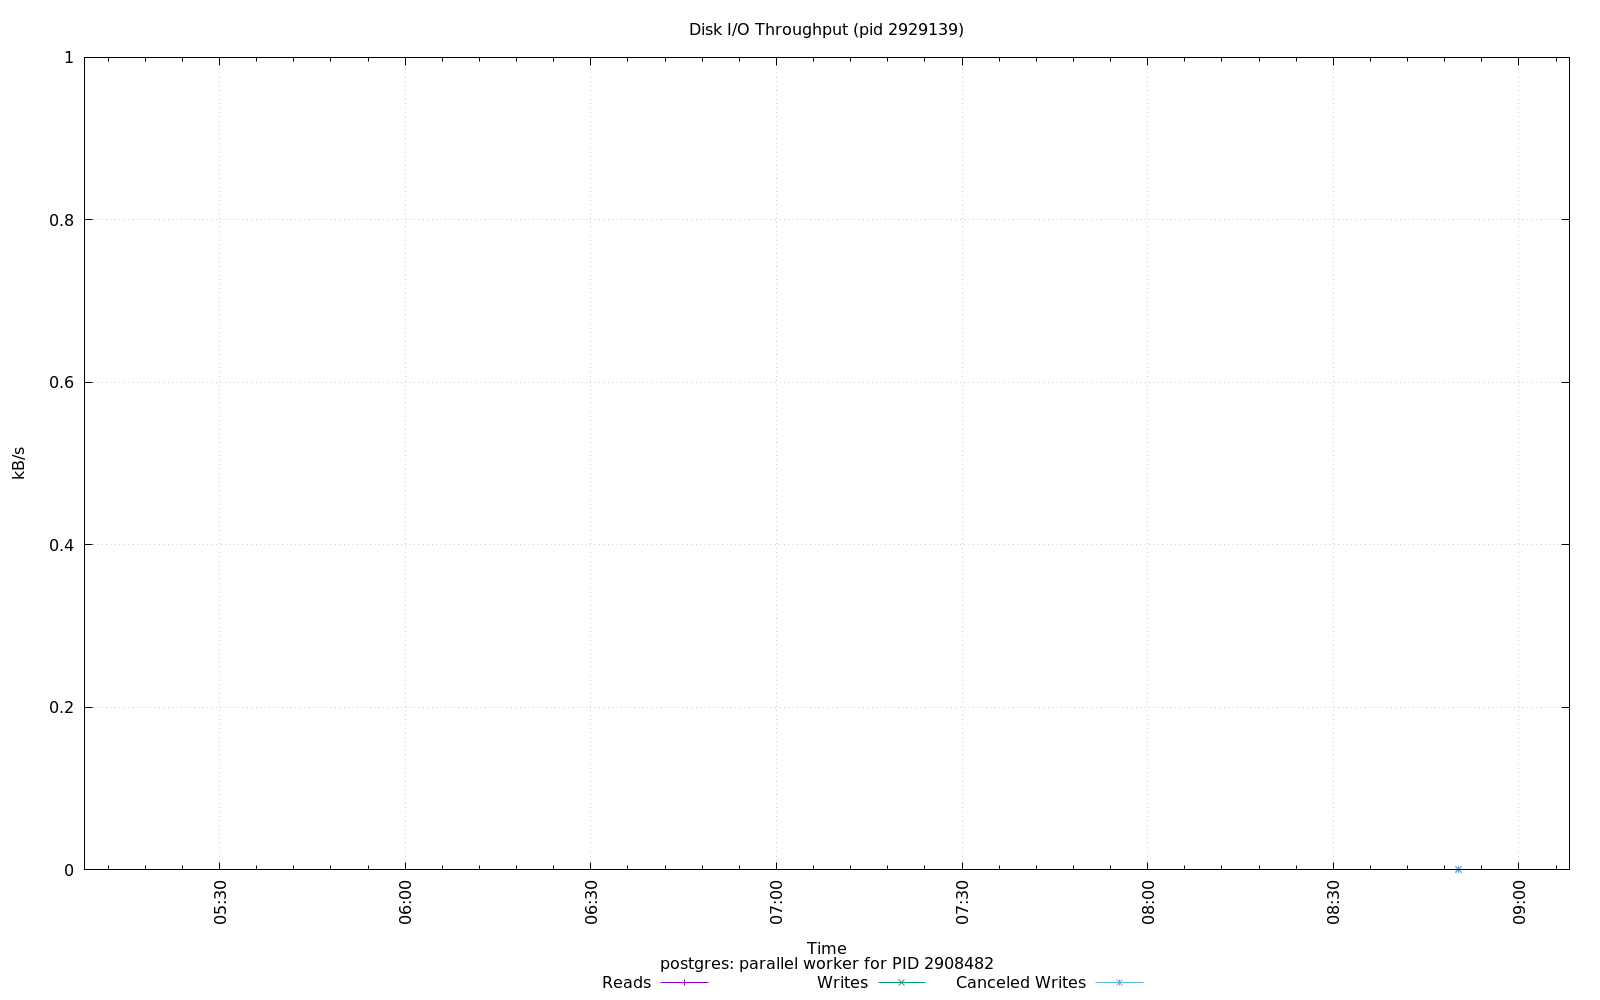 Disk I/O Throughput (pid 2929139)
1
0.8
0.6
0.4
0.2
0
kB/s
05:30
06:00
06:30
07:00
07:30
08:00
08:30
09:00
Time
postgres: parallel worker for PID 2908482
Reads
Writes
Canceled Writes